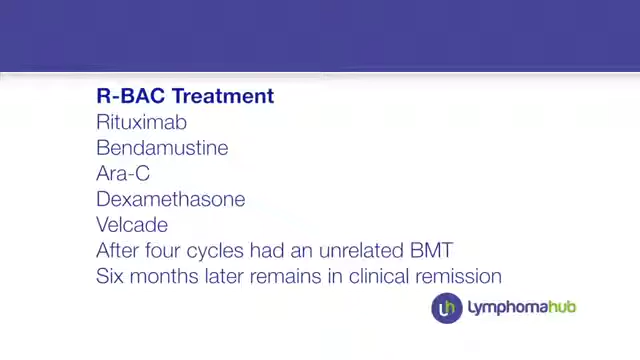 R-BAC Treatment
Rituximab
Bendamustine
Ara-C
Dexamethasone
Velcade
After four cycles had an unrelated BMT
Six months later remains in clinical remission
lh Lymphomahub